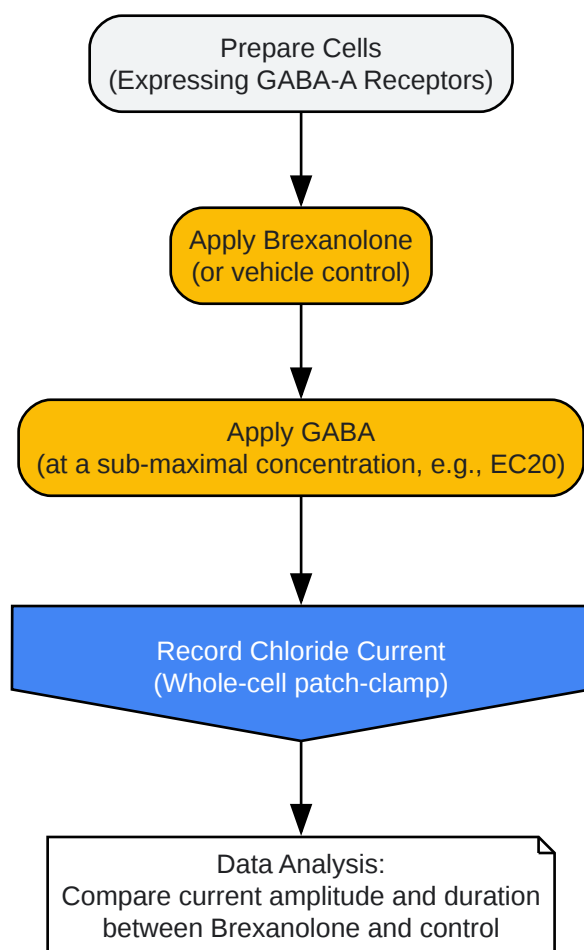 Prepare Cells
(Expressing GABA-A Receptors)
Apply Brexanolone
(or vehicle control)
Apply GABA
(at a sub-maximal concentration, e.g., EC20)
Record Chloride Current
(Whole-cell patch-clamp)
Data Analysis:
Compare current amplitude and duration
between Brexanolone and control